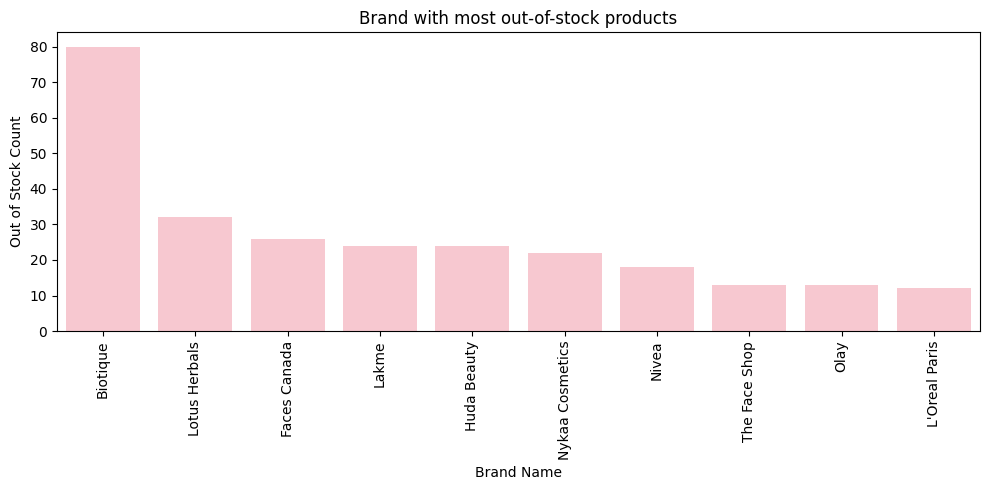 Brand with most out-of-stock products
Out of Stock Count
80
70
60
50
40
30
20
10
0
Biotique
Lotus Herbals
Faces Canada
Lakme
Huda Beauty
Nykaa Cosmetics
Nivea
The Face Shop
Olay
L'Oreal Paris
Brand Name